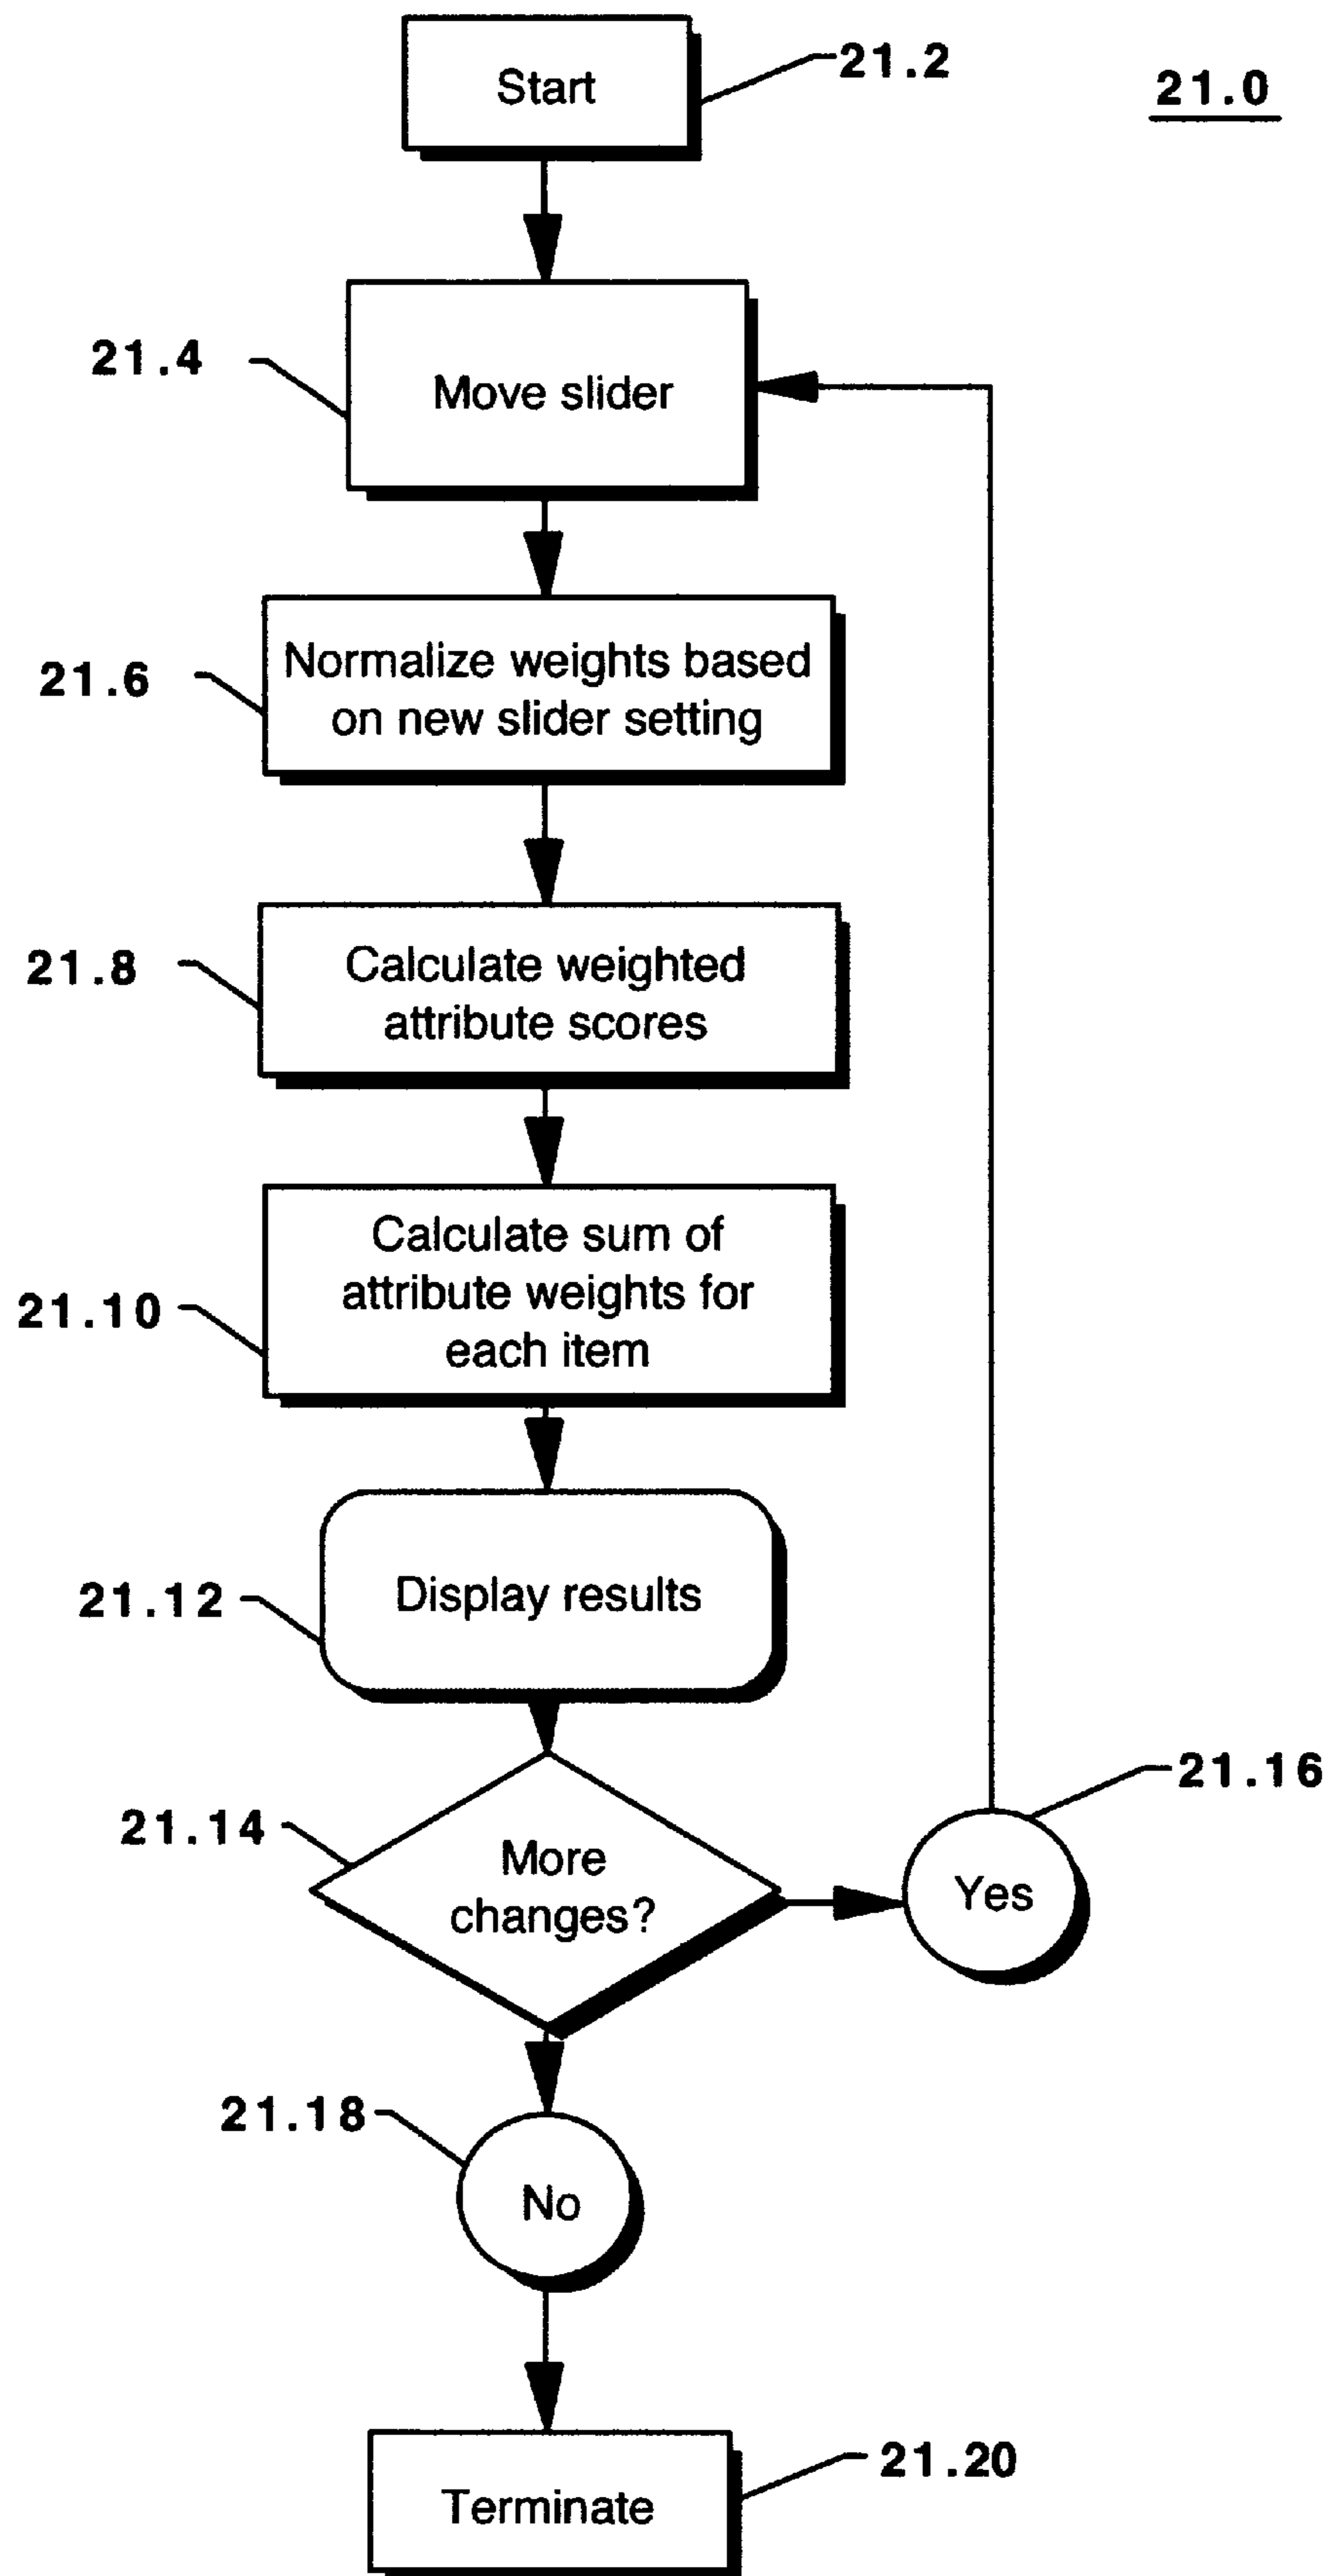 Start
21.2
21.0
21.4
Move slider
21.6
Normalize weights based
on new slider setting
21.8
Calculate weighted
attribute scores
21.10
Calculate sum of
attribute weights for
each item
21.12
Display results
21.14
More
changes?
21.16
Yes
21.18
No
21.20
Terminate